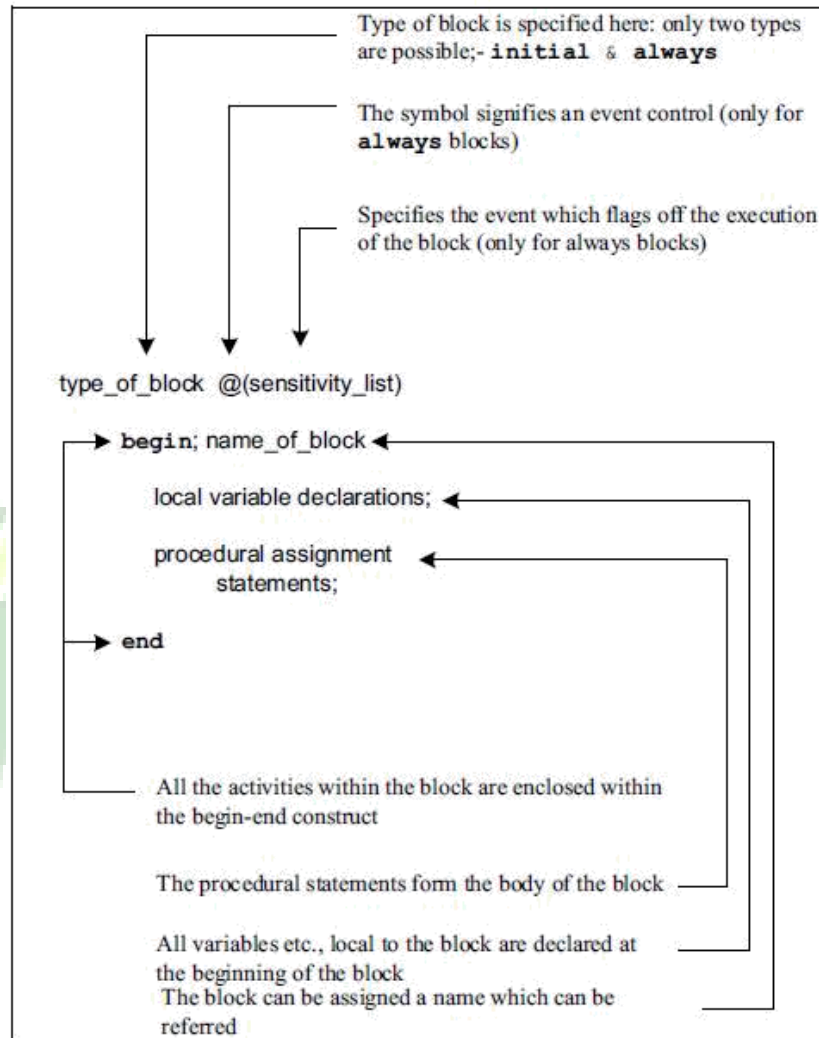 Type of block is specified here: only two types
are possible;- initial & always
The symbol signifies an event control (only for
always blocks)
Specifies the event which flags off the execution
of the block (only for always blocks)
type_of_block @(sensitivity_list)
begin; name_of_block
local variable declarations;
procedural assignment
statements;
end
All the activities within the block are enclosed within
the begin-end construct
The procedural statements form the body of the block
All variables etc., local to the block are declared at
the beginning of the block
The block can be assigned a name which can be
referred